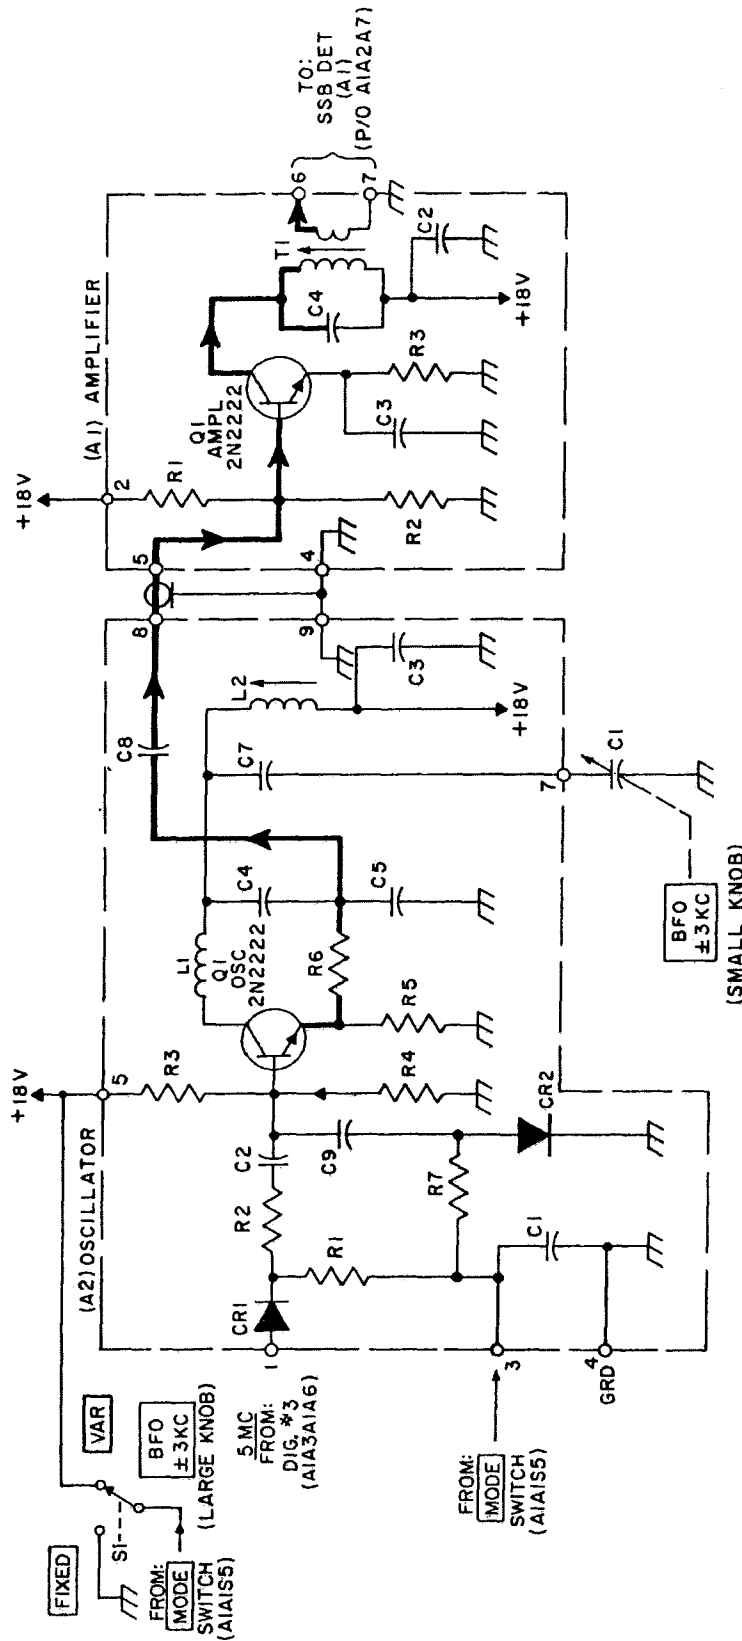 FIXED
VAR
S1
FROM:
MODE
SWITCH
(A1A1S5)
BFO
±3KC
(LARGE KNOB)
+18V
(A2) OSCILLATOR
5
1
CR1
R2
C2
R3
5 MC
FROM:
DIG. #3
(A1A3A1A6)
R1
C9
R7
CR2
R4
FROM:
MODE
SWITCH
(A1A1S5)
3
C1
4
GRD
L1
Q1
OSC
2N2222
R5
R6
C4
C5
C7
C8
L2
+18V
C3
7
C1
BFO
±3KC
(SMALL KNOB)
8
9
5
4
(A1) AMPLIFIER
+18V
2
R1
R2
Q1
AMPL
2N2222
C3
R3
C4
T1
+18V
C2
6
7
TO:
SSB DET
(A1)
(P/O A1A2A7)